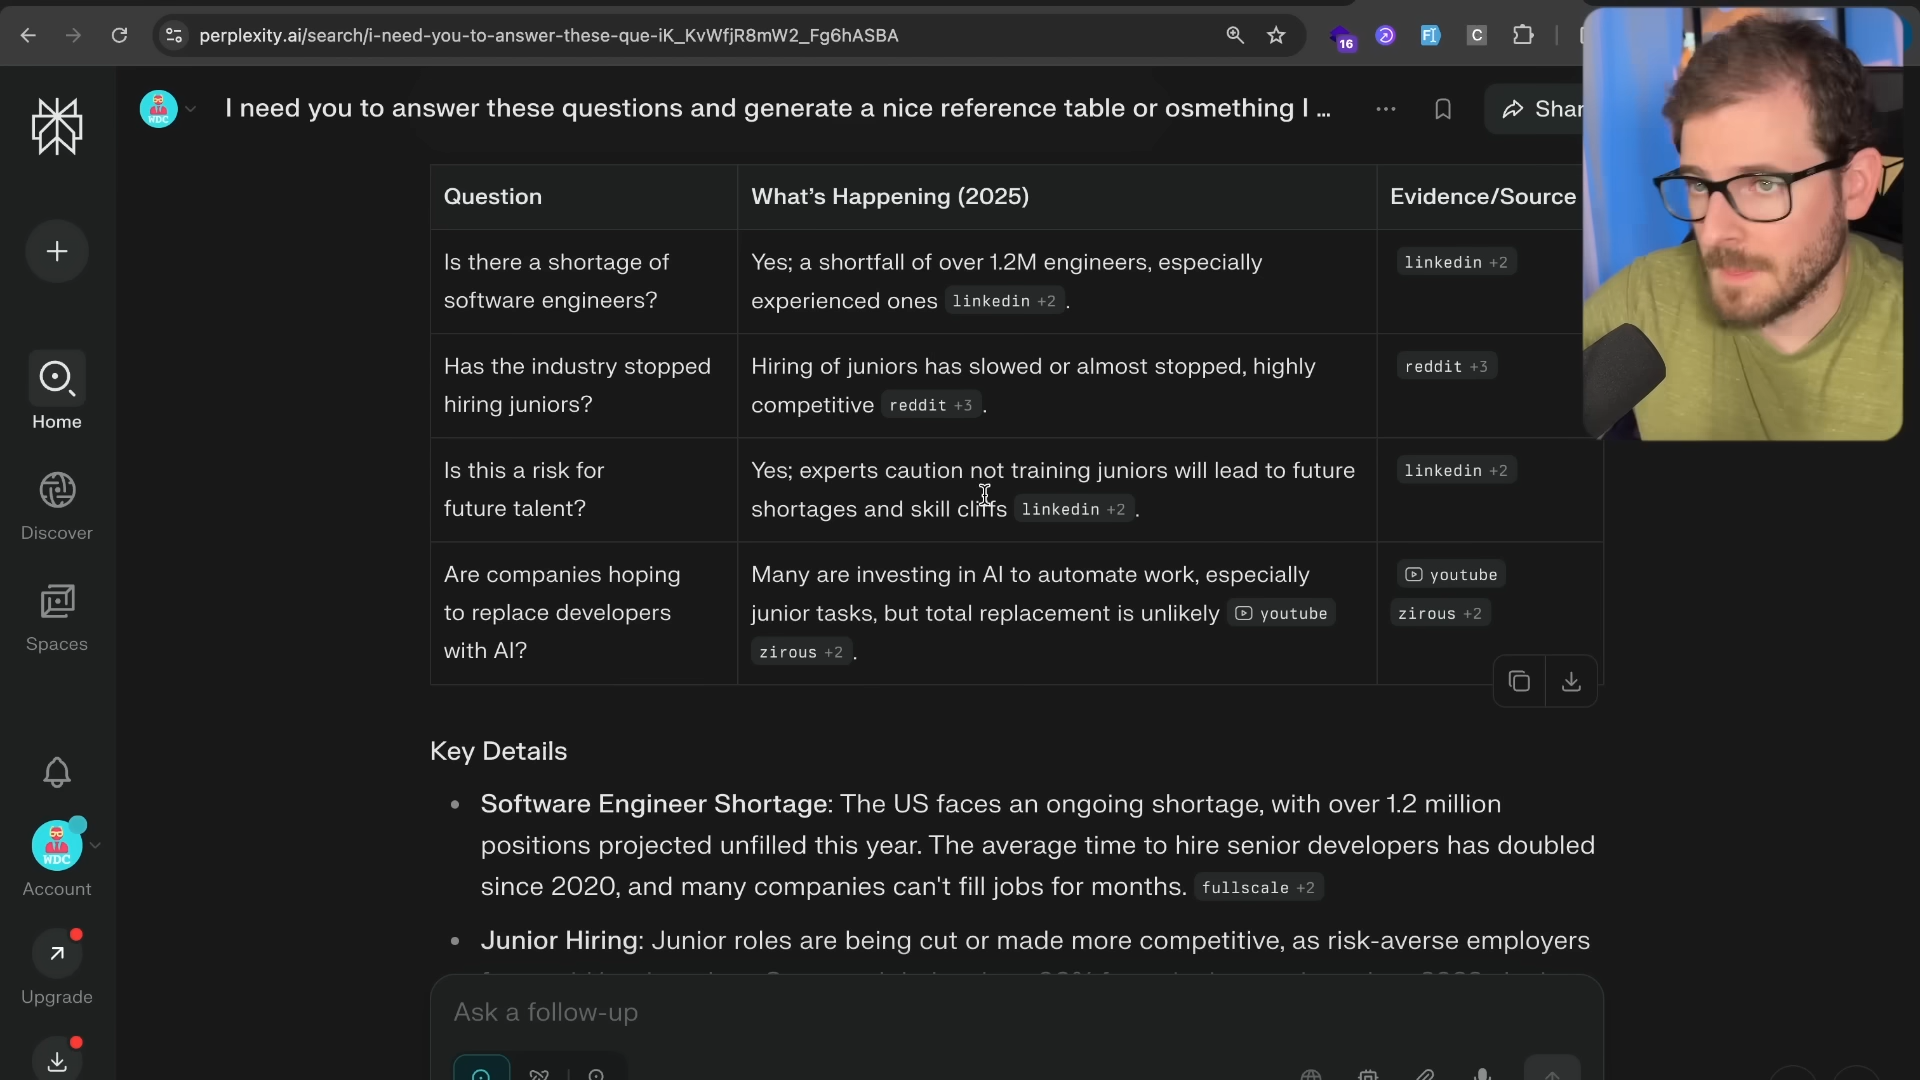 perplexity.ai/search/i-need-you-to-answer-these-que-iK_KvWfjR8mW2_Fg6hASBA
16
C
WDC
I need you to answer these questions and generate a nice reference table or osmething I ...
Shar
Question
What's Happening (2025)
Evidence/Source
Is there a shortage of
software engineers?
Yes; a shortfall of over 1.2M engineers, especially
experienced ones linkedin +2 .
linkedin +2
Has the industry stopped
hiring juniors?
Hiring of juniors has slowed or almost stopped, highly
competitive reddit +3 .
reddit +3
Is this a risk for
future talent?
Yes; experts caution not training juniors will lead to future
shortages and skill cliffs linkedin +2 .
linkedin +2
Are companies hoping
to replace developers
with AI?
Many are investing in AI to automate work, especially
junior tasks, but total replacement is unlikely youtube
zirous +2 .
youtube
zirous +2
Key Details
Software Engineer Shortage: The US faces an ongoing shortage, with over 1.2 million
positions projected unfilled this year. The average time to hire senior developers has doubled
since 2020, and many companies can't fill jobs for months. fullscale +2
Junior Hiring: Junior roles are being cut or made more competitive, as risk-averse employers
Ask a follow-up
Home
Discover
Spaces
WDC
Account
Upgrade